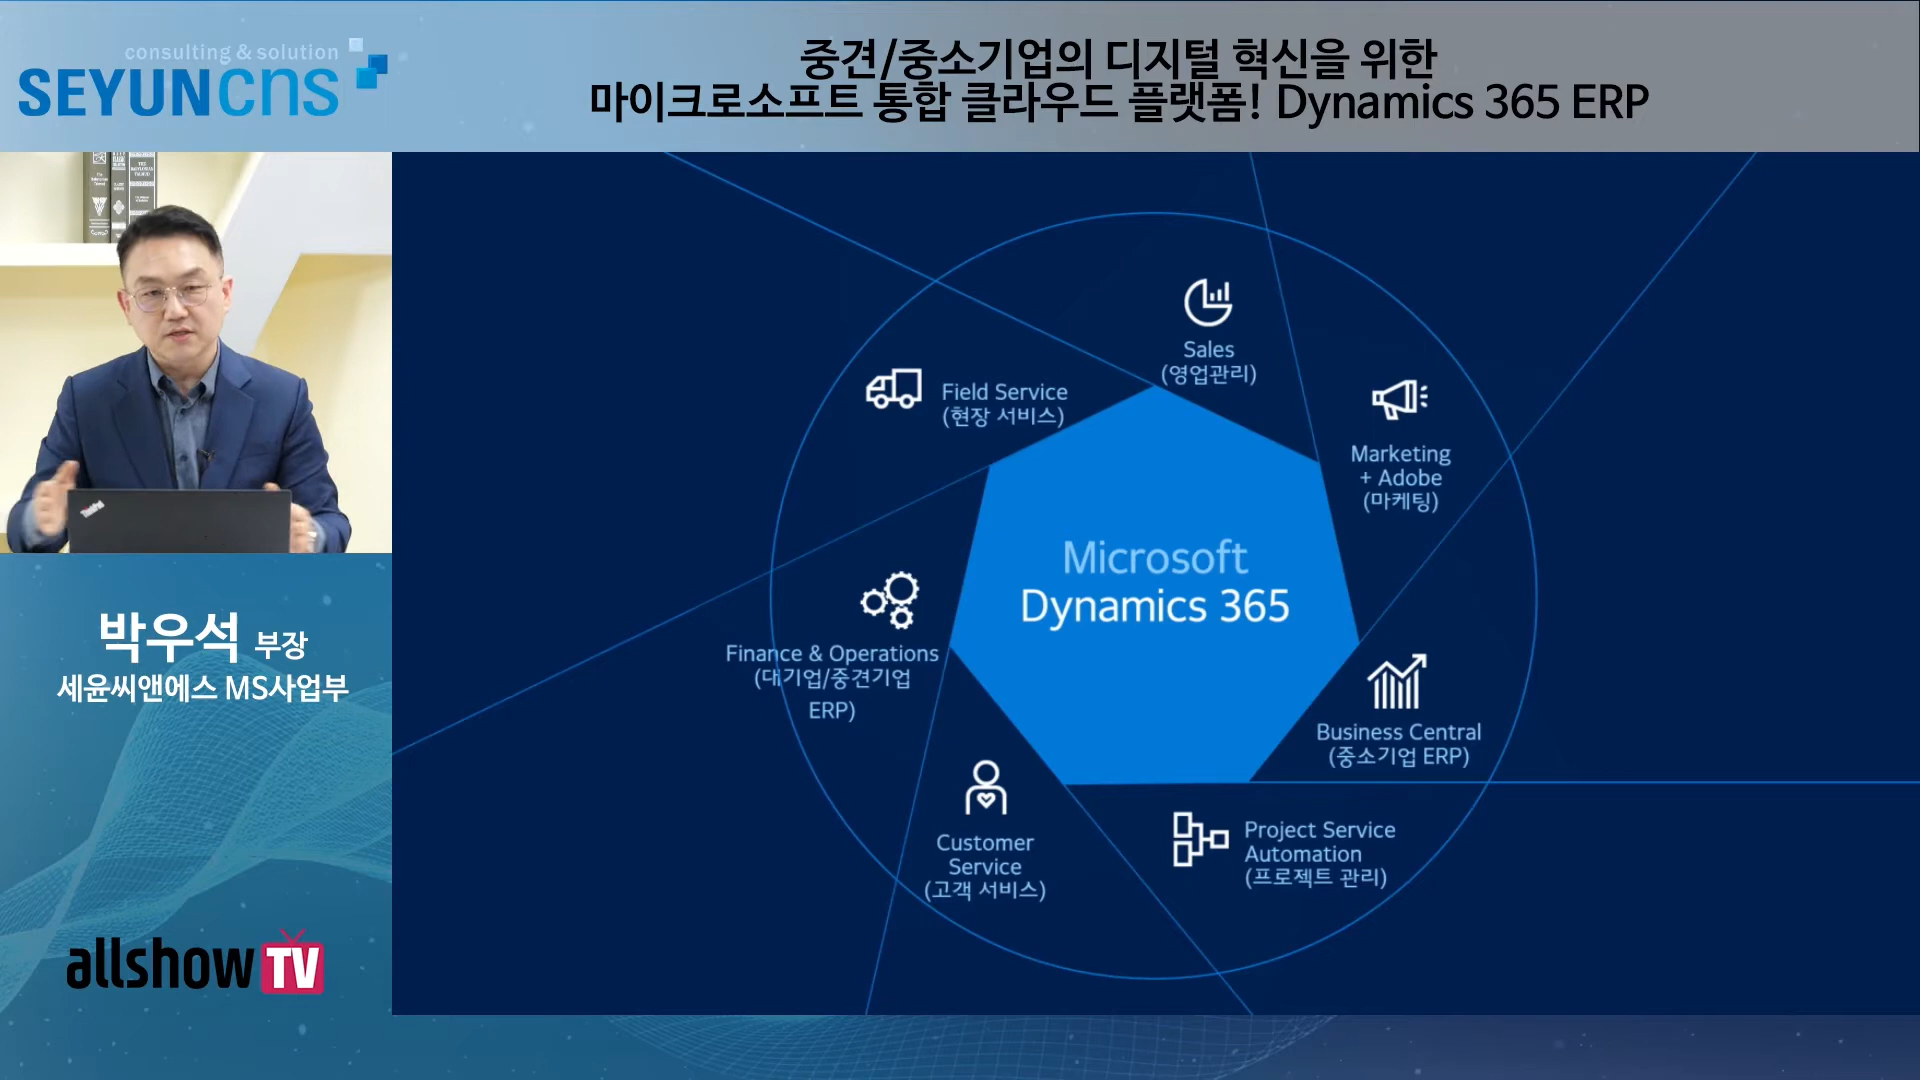 consulting & solution
SEYUNCNS
중견/중소기업의 디지털 혁신을 위한
마이크로소프트 통합 클라우드 플랫폼! Dynamics 365 ERP
박우석 부장
세윤씨앤에스 MS사업부
allshow TV
Sales
(영업관리)
Field Service
(현장 서비스)
Marketing
+ Adobe
(마케팅)
Microsoft
Dynamics 365
Finance & Operations
(대기업/중견기업
ERP)
Business Central
(중소기업 ERP)
Customer
Service
(고객 서비스)
Project Service
Automation
(프로젝트 관리)